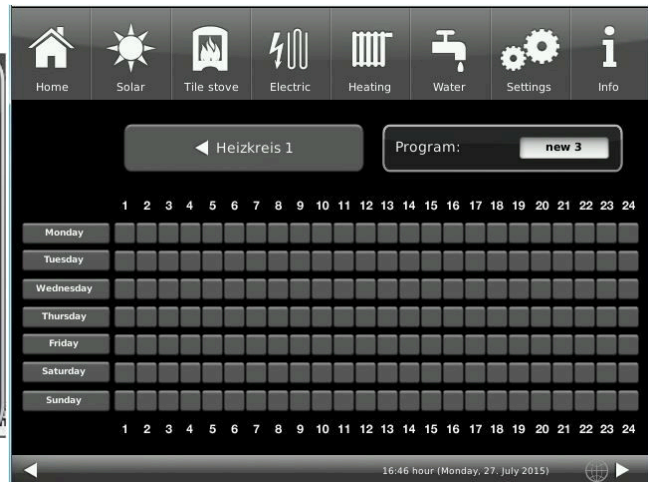 Home Solar Tile stove Electric Heating Water Settings Info
Heizkreis 1 Program: new 3
1 2 3 4 5 6 7 8 9 10 11 12 13 14 15 16 17 18 19 20 21 22 23 24
Monday
Tuesday
Wednesday
Thursday
Friday
Saturday
Sunday
1 2 3 4 5 6 7 8 9 10 11 12 13 14 15 16 17 18 19 20 21 22 23 24
16:46 hour (Monday, 27. July 2015)